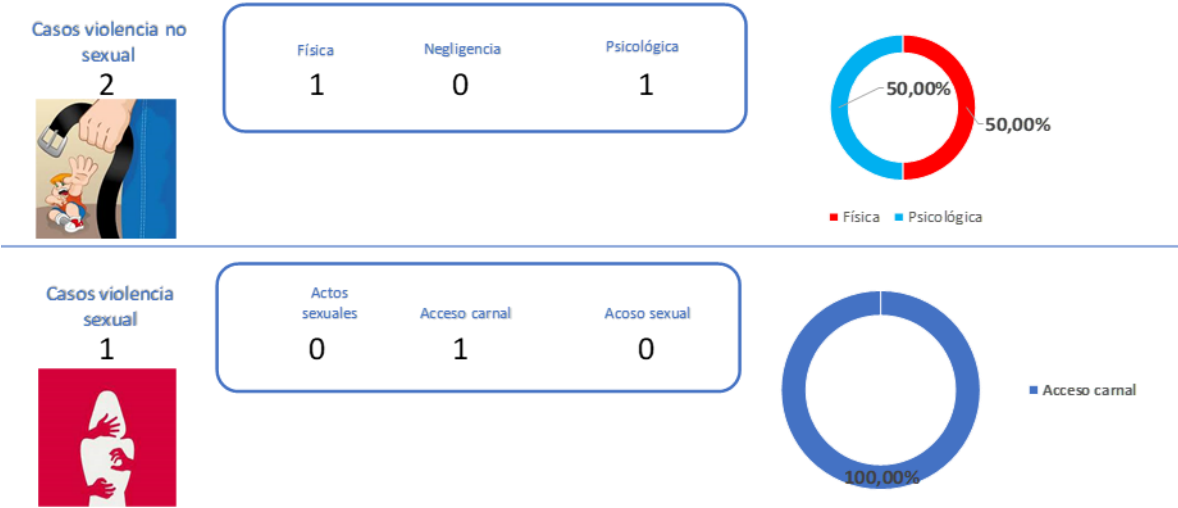 Casos violencia no
sexual
2
Física
1
Negligencia
0
Psicológica
1
50,00%
50,00%
Física
Psicológica
Casos violencia
sexual
1
Actos
sexuales
0
Acceso carnal
1
Acoso sexual
0
100,00%
Acceso carnal